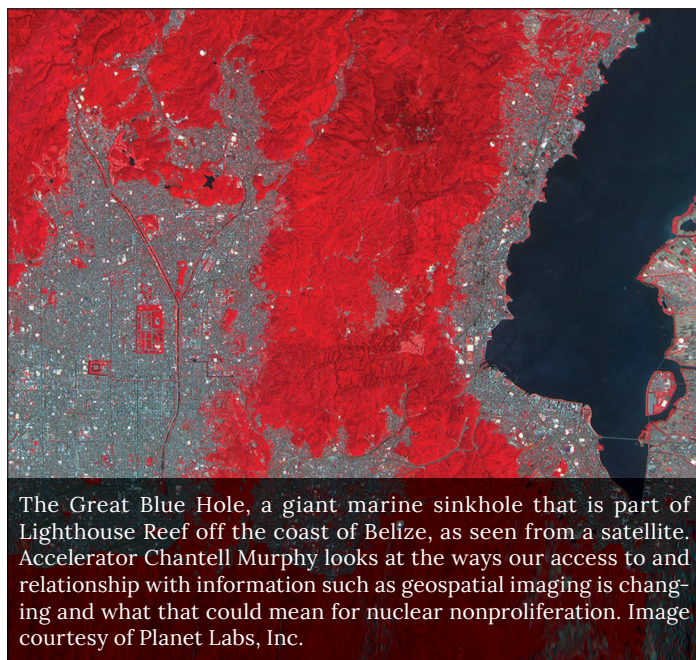 The Great Blue Hole, a giant marine sinkhole that is part of
Lighthouse Reef off the coast of Belize, as seen from a satellite.
Accelerator Chantell Murphy looks at the ways our access to and
relationship with information such as geospatial imaging is chang-
ing and what that could mean for nuclear nonproliferation. Image
courtesy of Planet Labs, Inc.